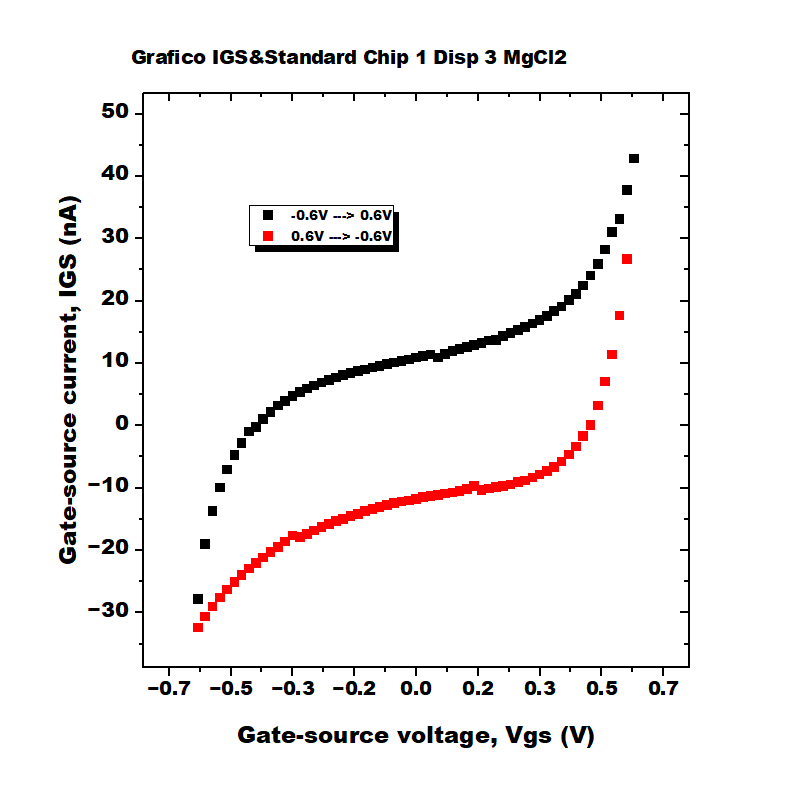 Grafico IGS&Standard Chip 1 Disp 3 MgCl2
50
40
30
20
10
0
−10
−20
−30
Gate-source current, IGS (nA)
-0.6V ---> 0.6V
0.6V ---> -0.6V
−0.7 −0.5 −0.3 −0.2 0.0 0.2 0.3 0.5 0.7
Gate-source voltage, Vgs (V)